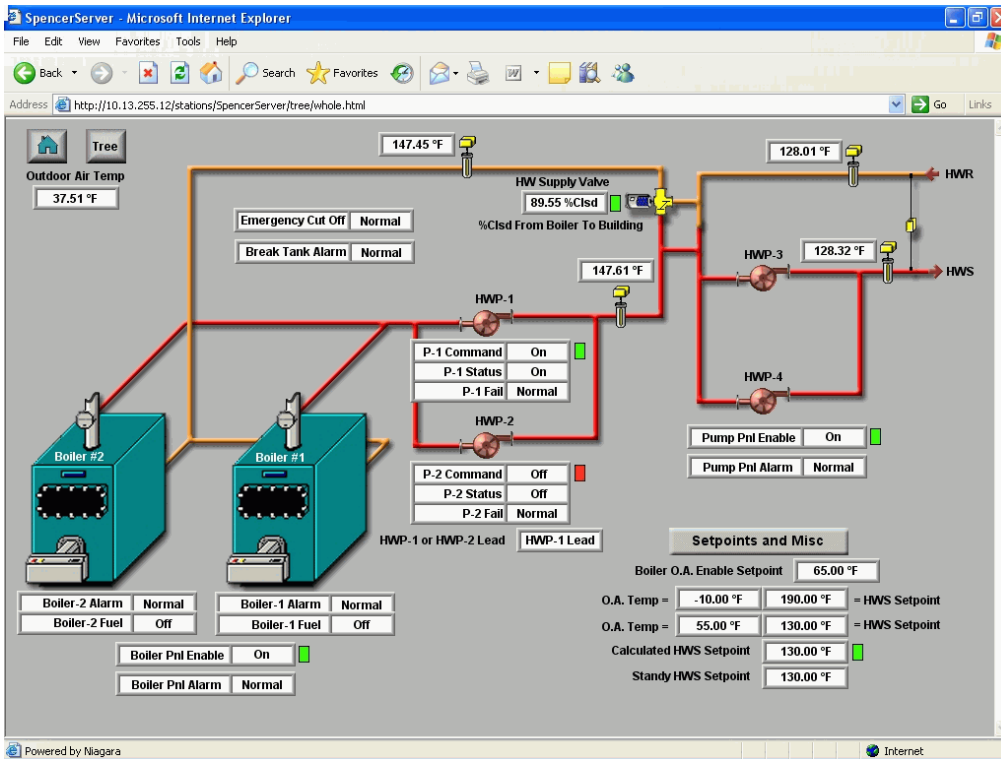 SpencerServer - Microsoft Internet Explorer
File Edit View Favorites Tools Help
Back Search Favorites
Address http://10.13.255.12/stations/SpencerServer/tree/whole.html Go Links
Tree
Outdoor Air Temp
37.51 °F
147.45 °F
128.01 °F
HWR
HW Supply Valve
89.55 %Clsd
%Clsd From Boiler To Building
Emergency Cut Off Normal
Break Tank Alarm Normal
HWP-3
128.32 °F
HWS
147.61 °F
HWP-1
P-1 Command On
P-1 Status On
P-1 Fail Normal
HWP-4
HWP-2
Pump Pnl Enable On
Pump Pnl Alarm Normal
Boiler #2
Boiler #1
P-2 Command Off
P-2 Status Off
P-2 Fail Normal
HWP-1 or HWP-2 Lead HWP-1 Lead
Setpoints and Misc
Boiler O.A. Enable Setpoint 65.00 °F
O.A. Temp = -10.00 °F 190.00 °F = HWS Setpoint
O.A. Temp = 55.00 °F 130.00 °F = HWS Setpoint
Calculated HWS Setpoint 130.00 °F
Standy HWS Setpoint 130.00 °F
Boiler-2 Alarm Normal
Boiler-2 Fuel Off
Boiler-1 Alarm Normal
Boiler-1 Fuel Off
Boiler Pnl Enable On
Boiler Pnl Alarm Normal
Powered by Niagara
Internet